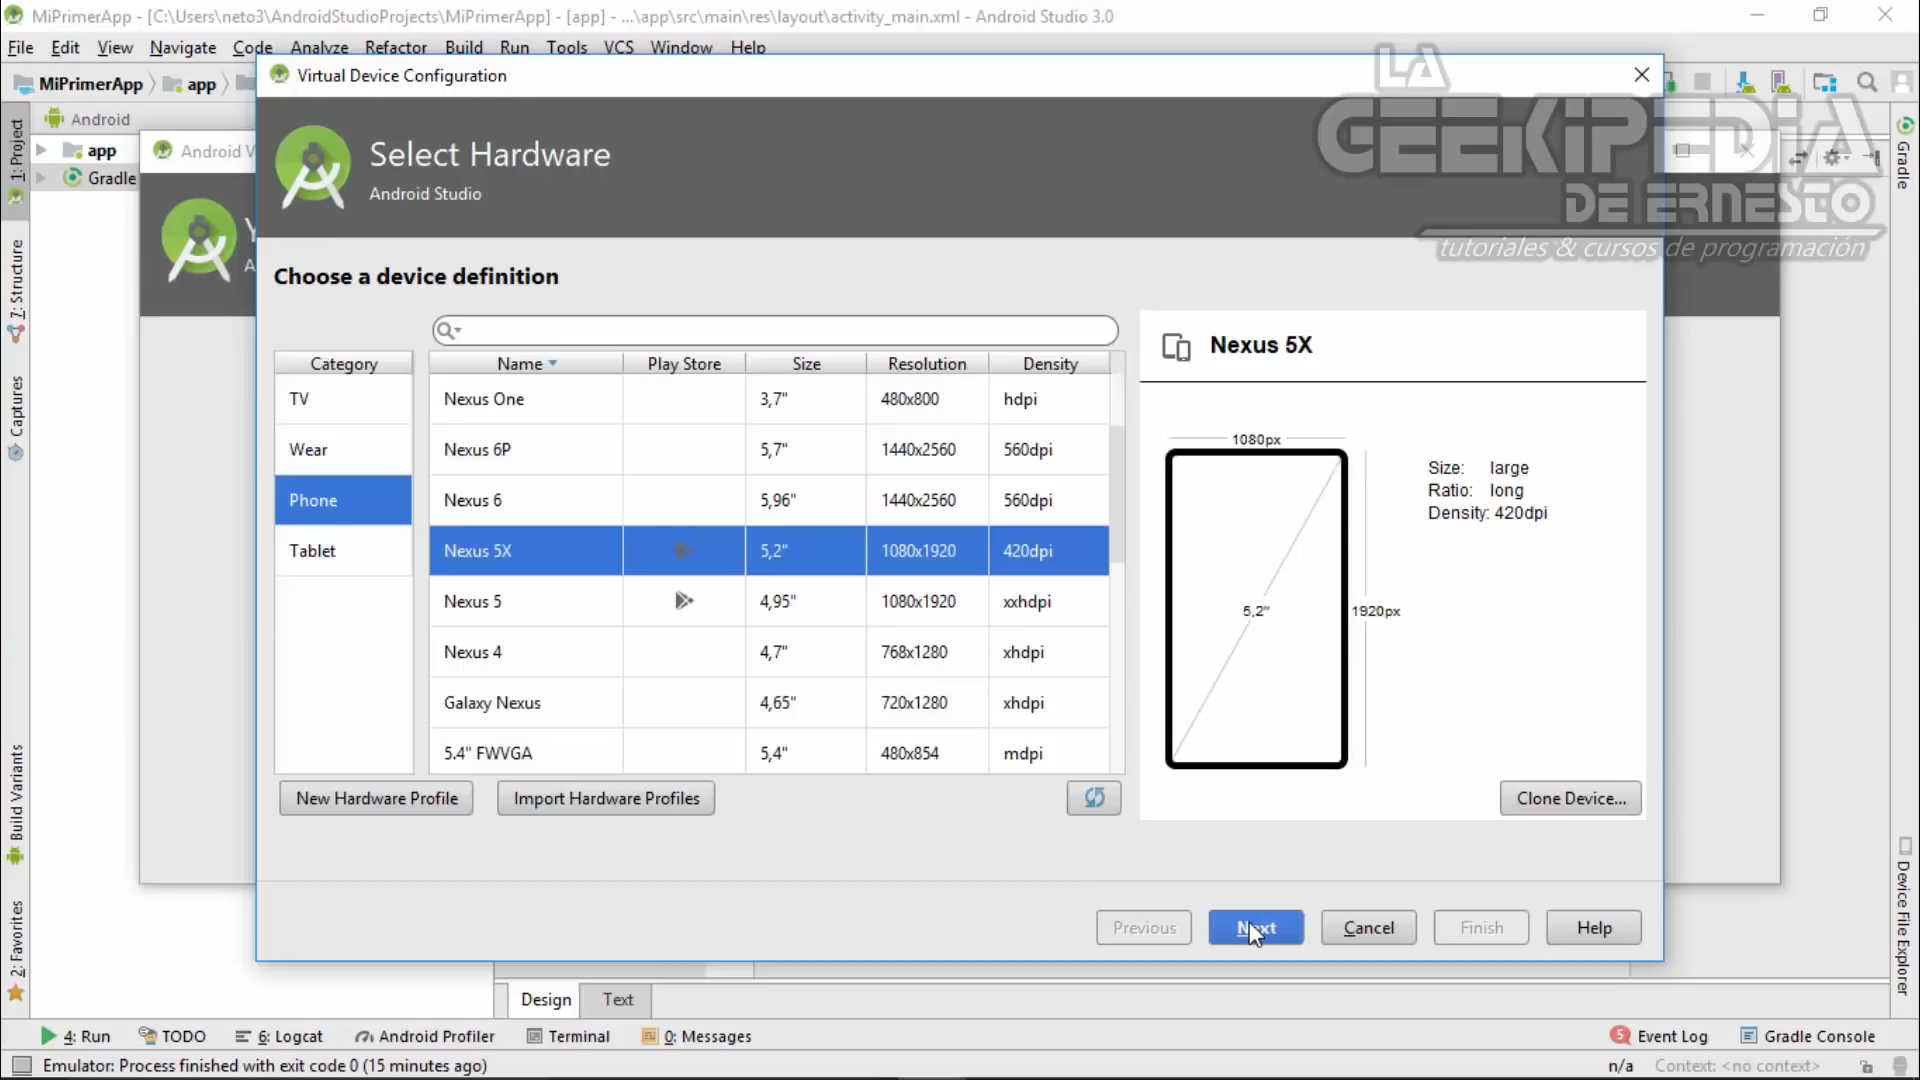 MiPrimerApp - [C:\Users\neto3\AndroidStudioProjects\MiPrimerApp] - [app] - ...\app\src\main\res\layout\activity_main.xml - Android Studio 3.0
File Edit View Navigate Code Analyze Refactor Build Run Tools VCS Window Help
MiPrimerApp app
Virtual Device Configuration
LA
GEEKIPEDIA
DE ERNESTO
tutoriales & cursos de programación
Android
app
Gradle
Android V
Y
A
Select Hardware
Android Studio
Choose a device definition
Category
TV
Wear
Phone
Tablet
Name Play Store Size Resolution Density
Nexus One 3,7" 480x800 hdpi
Nexus 6P 5,7" 1440x2560 560dpi
Nexus 6 5,96" 1440x2560 560dpi
Nexus 5X 5,2" 1080x1920 420dpi
Nexus 5 4,95" 1080x1920 xxhdpi
Nexus 4 4,7" 768x1280 xhdpi
Galaxy Nexus 4,65" 720x1280 xhdpi
5.4" FWVGA 5,4" 480x854 mdpi
Nexus 5X
1080px
5,2"
1920px
Size: large
Ratio: long
Density: 420dpi
New Hardware Profile Import Hardware Profiles
Clone Device...
Previous Next Cancel Finish Help
1: Project
7: Structure
Captures
Build Variants
2: Favorites
Gradle
Device File Explorer
Design Text
4: Run TODO 6: Logcat Android Profiler Terminal 0: Messages 5 Event Log Gradle Console
Emulator: Process finished with exit code 0 (15 minutes ago) n/a Context: <no context>